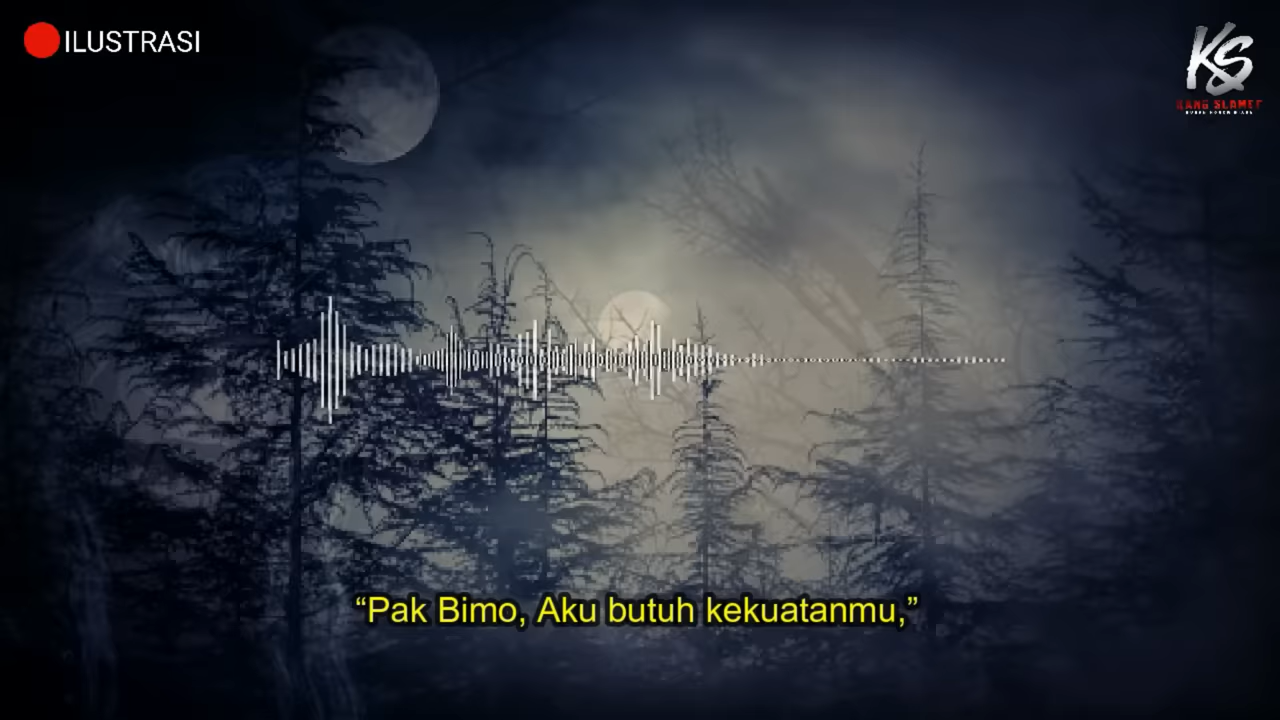 ILUSTRASI
KS
KANG SLAMET
“Pak Bimo, Aku butuh kekuatanmu,”